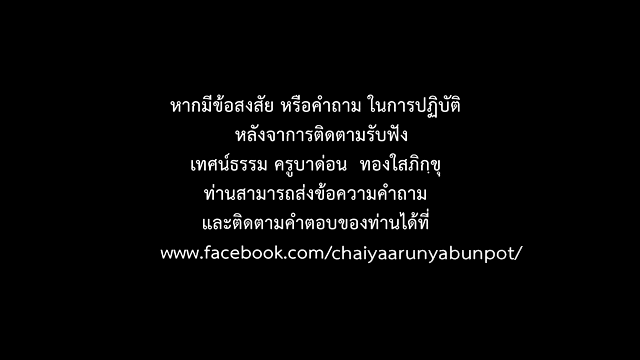 หากมีข้อสงสัย หรือคำถาม ในการปฏิบัติ
หลังจาการติดตามรับฟัง
เทศน์ธรรม ครูบาด่อน ทองใสภิกฺขุ
ท่านสามารถส่งข้อความคำถาม
และติดตามคำตอบของท่านได้ที่
www.facebook.com/chaiyaarunyabunpot/